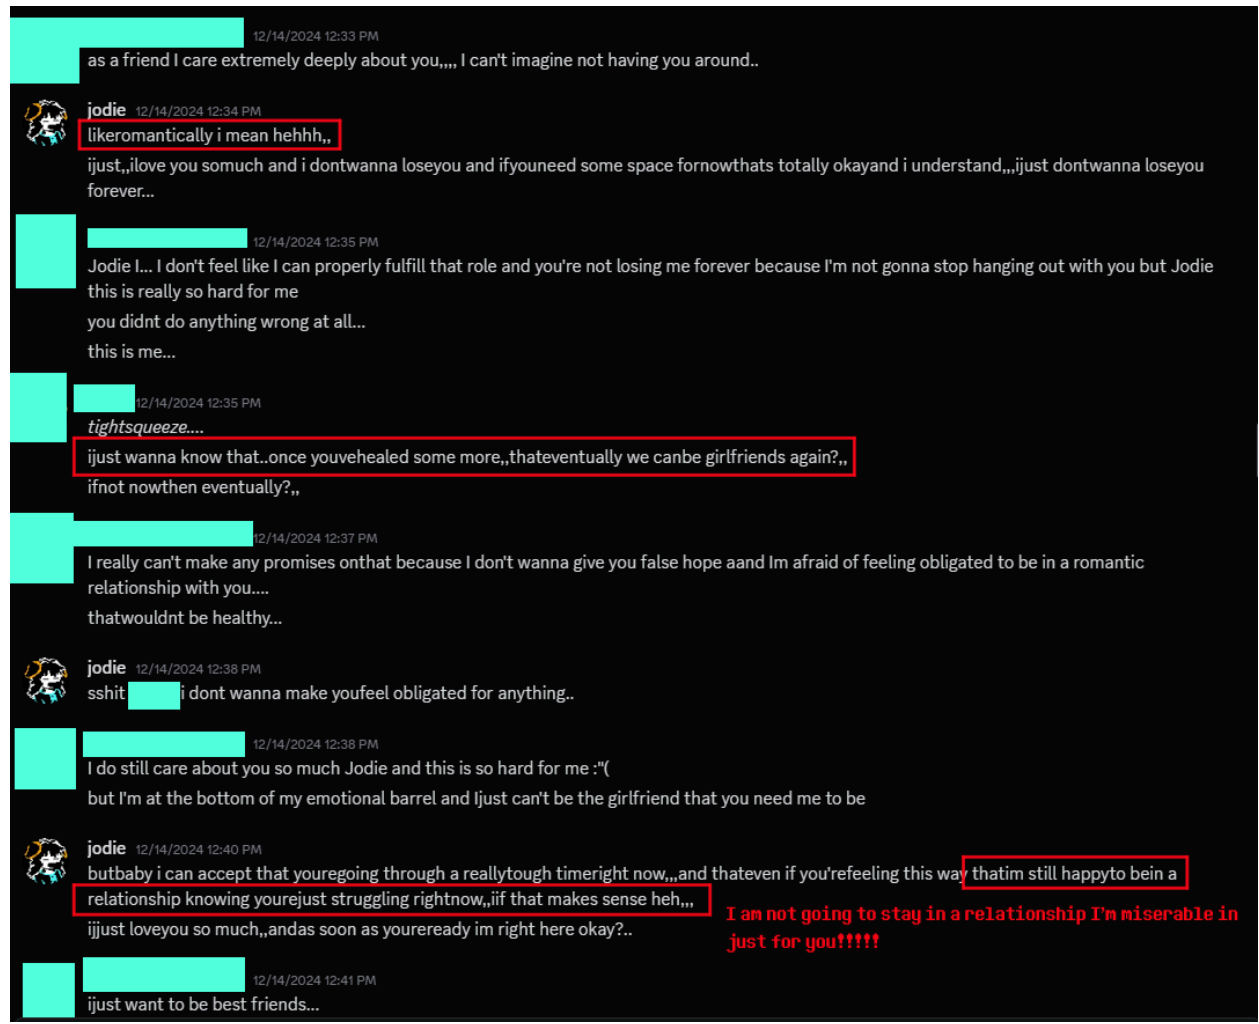 12/14/2024 12:33 PM
as a friend I care extremely deeply about you,,,, I can't imagine not having you around..
jodie 12/14/2024 12:34 PM
likeromantically i mean hehhh,,
ijust,,ilove you somuch and i dontwanna loseyou and ifyouneed some space fornowthats totally okayand i understand,,,ijust dontwanna loseyou
forever...
12/14/2024 12:35 PM
Jodie I... I don't feel like I can properly fulfill that role and you're not losing me forever because I'm not gonna stop hanging out with you but Jodie
this is really so hard for me
you didnt do anything wrong at all...
this is me...
12/14/2024 12:35 PM
tightsqueeze....
ijust wanna know that..once youvehealed some more,,thateventually we canbe girlfriends again?,,
ifnot nowthen eventually?,,
12/14/2024 12:37 PM
I really can't make any promises onthat because I don't wanna give you false hope aand Im afraid of feeling obligated to be in a romantic
relationship with you....
thatwouldnt be healthy...
jodie 12/14/2024 12:38 PM
sshit i dont wanna make youfeel obligated for anything..
12/14/2024 12:38 PM
I do still care about you so much Jodie and this is so hard for me :"(
but I'm at the bottom of my emotional barrel and Ijust can't be the girlfriend that you need me to be
jodie 12/14/2024 12:40 PM
butbaby i can accept that youregoing through a reallytough timeright now,,,and thateven if you'refeeling this way thatim still happyto bein a
relationship knowing yourejust struggling rightnow,,iif that makes sense heh,,,
ijjust loveyou so much,,andas soon as youreready im right here okay?..
I am not going to stay in a relationship I'm miserable in
just for you!!!!!
12/14/2024 12:41 PM
ijust want to be best friends...